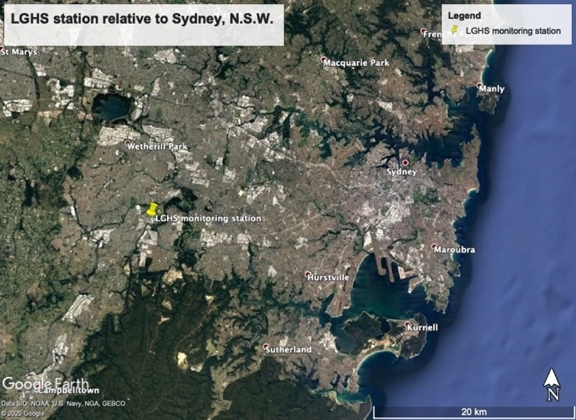 LGHS station relative to Sydney, N.S.W.
Legend
LGHS monitoring station
Frenchs
St Marys
Macquarie Park
Manly
Wetherill Park
Sydney
LGHS monitoring station
Maroubra
Hurstville
Kurnell
Sutherland
Google Earth
Campbelltown
Data SIO, NOAA, U.S. Navy, NGA, GEBCO
© 2020 Google
N
20 km